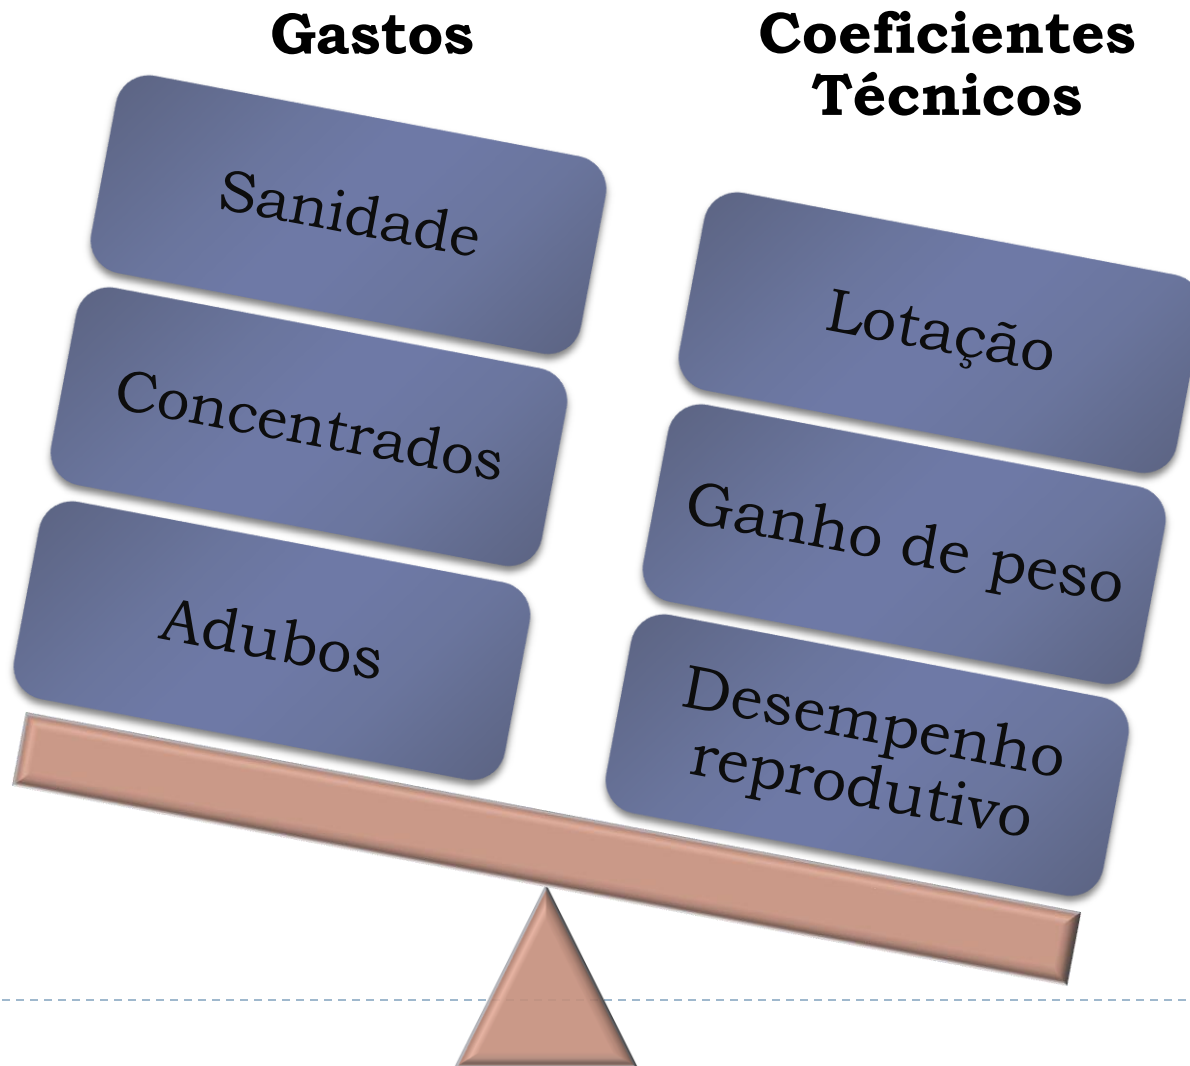 Gastos
Sanidade
Concentrados
Adubos
Coeficientes
Técnicos
Lotação
Ganho de peso
Desempenho
reprodutivo